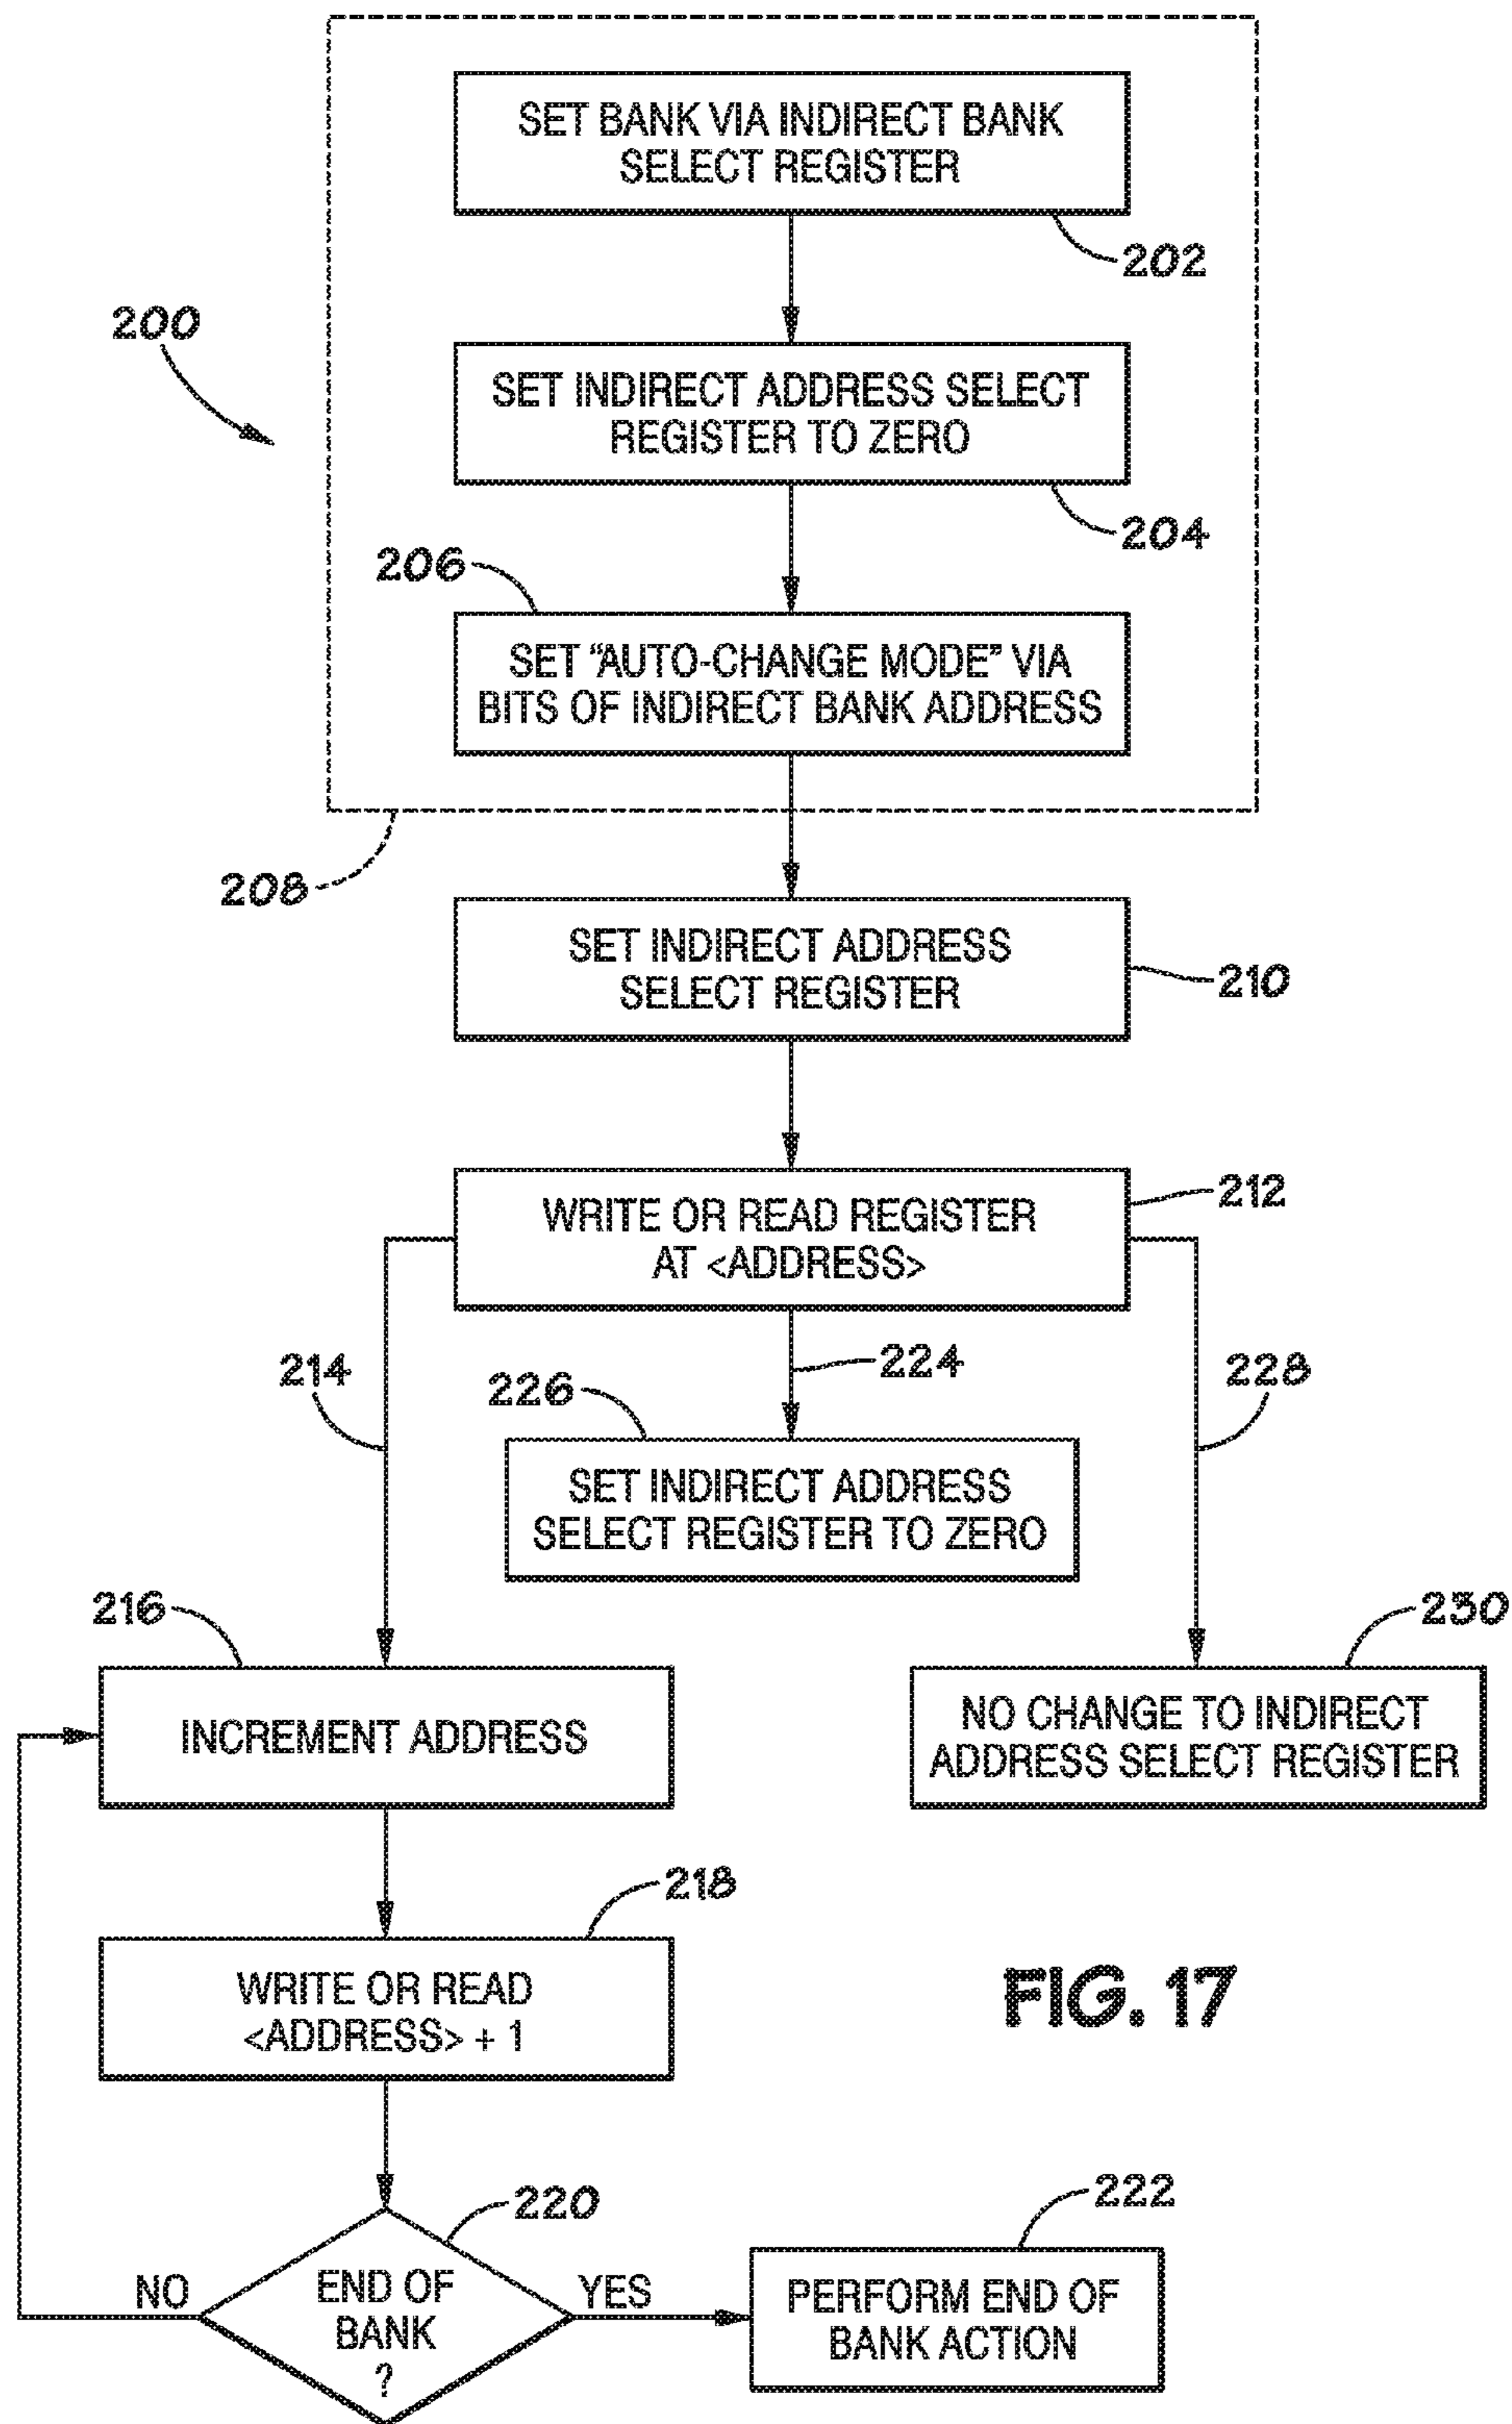 SET BANK VIA INDIRECT BANK
SELECT REGISTER
202
200
SET INDIRECT ADDRESS SELECT
REGISTER TO ZERO
204
206
SET “AUTO-CHANGE MODE” VIA
BITS OF INDIRECT BANK ADDRESS
208
SET INDIRECT ADDRESS
SELECT REGISTER
210
WRITE OR READ REGISTER
AT <ADDRESS>
212
214
224
228
226
SET INDIRECT ADDRESS
SELECT REGISTER TO ZERO
216
230
INCREMENT ADDRESS
NO CHANGE TO INDIRECT
ADDRESS SELECT REGISTER
218
WRITE OR READ
<ADDRESS> + 1
FIG. 17
220
222
NO
END OF
BANK
?
YES
PERFORM END OF
BANK ACTION